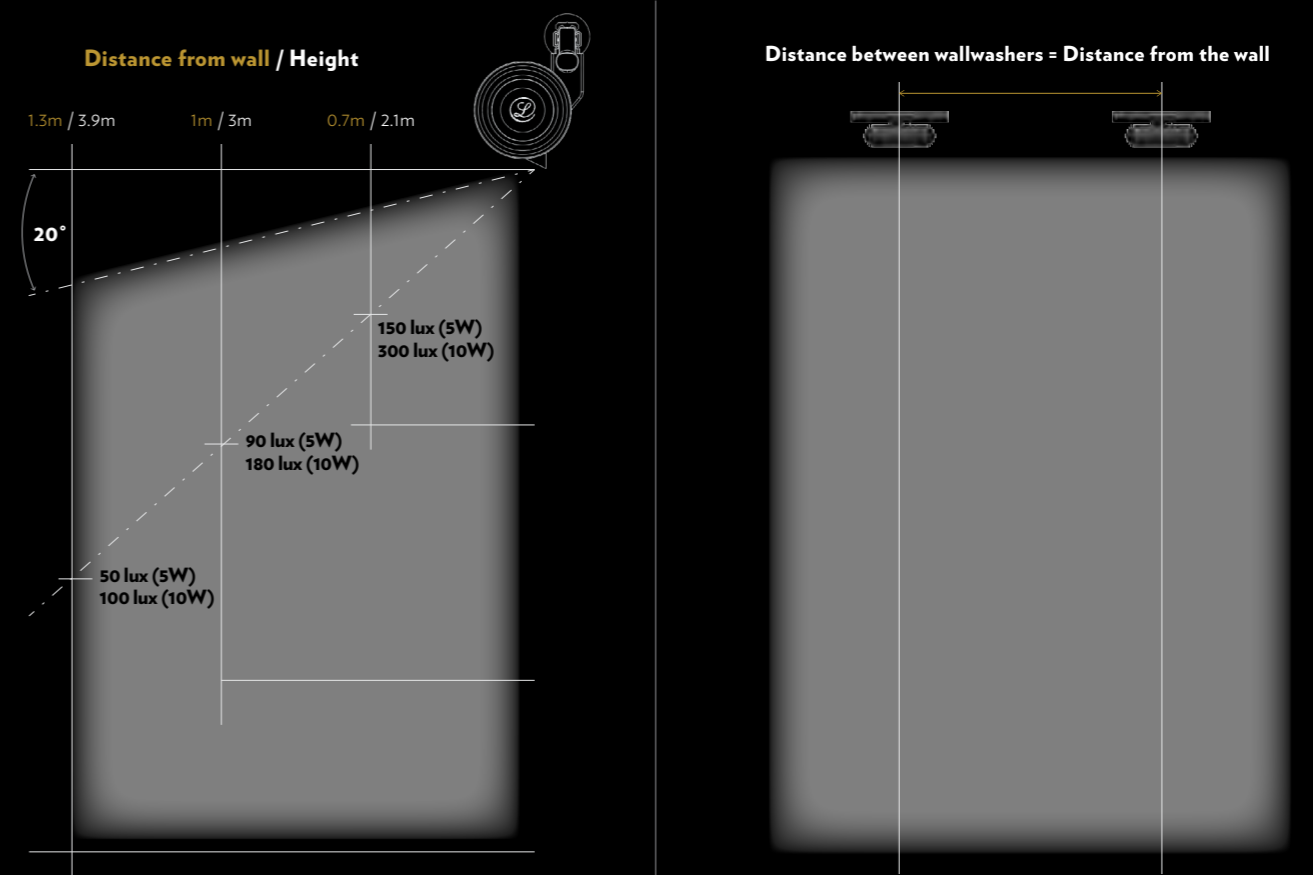 Distance from wall / Height
1.3m / 3.9m
1m / 3m
0.7m / 2.1m
L
20°
150 lux (5W)
300 lux (10W)
90 lux (5W)
180 lux (10W)
50 lux (5W)
100 lux (10W)
Distance between wallwashers = Distance from the wall